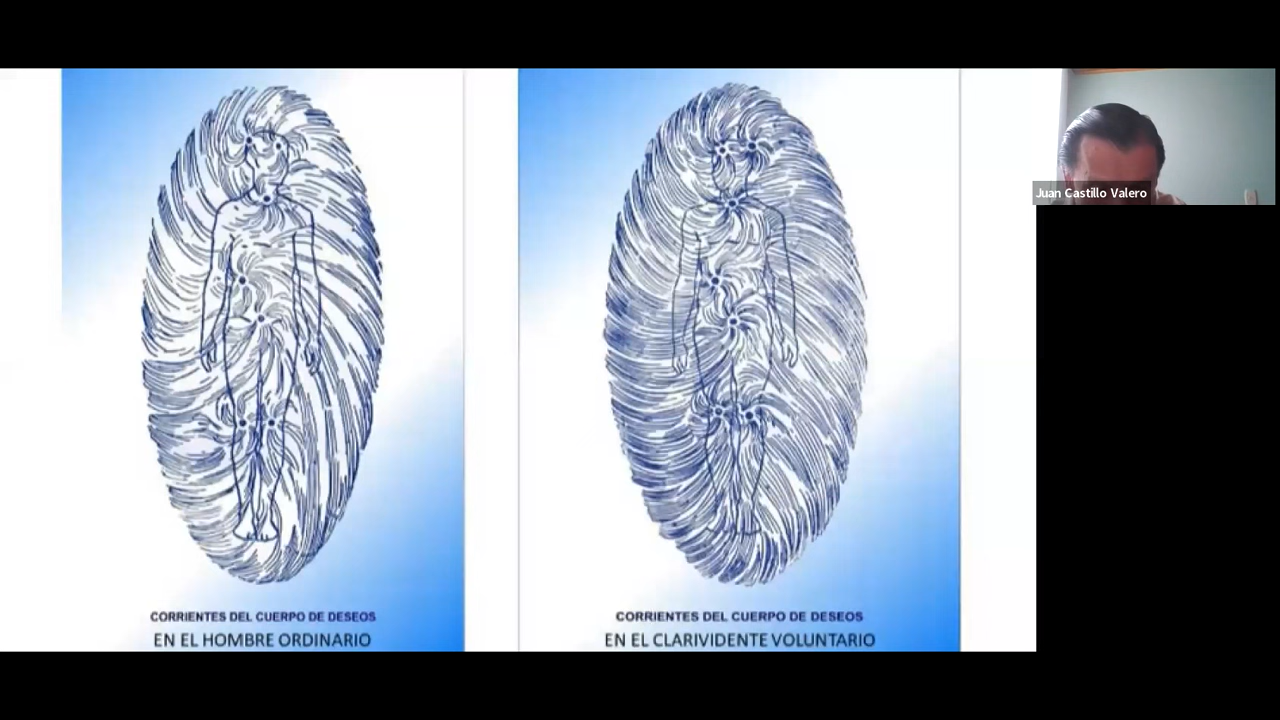 CORRIENTES DEL CUERPO DE DESEOS
EN EL HOMBRE ORDINARIO
CORRIENTES DEL CUERPO DE DESEOS
EN EL CLARIVIDENTE VOLUNTARIO
Juan Castillo Valero